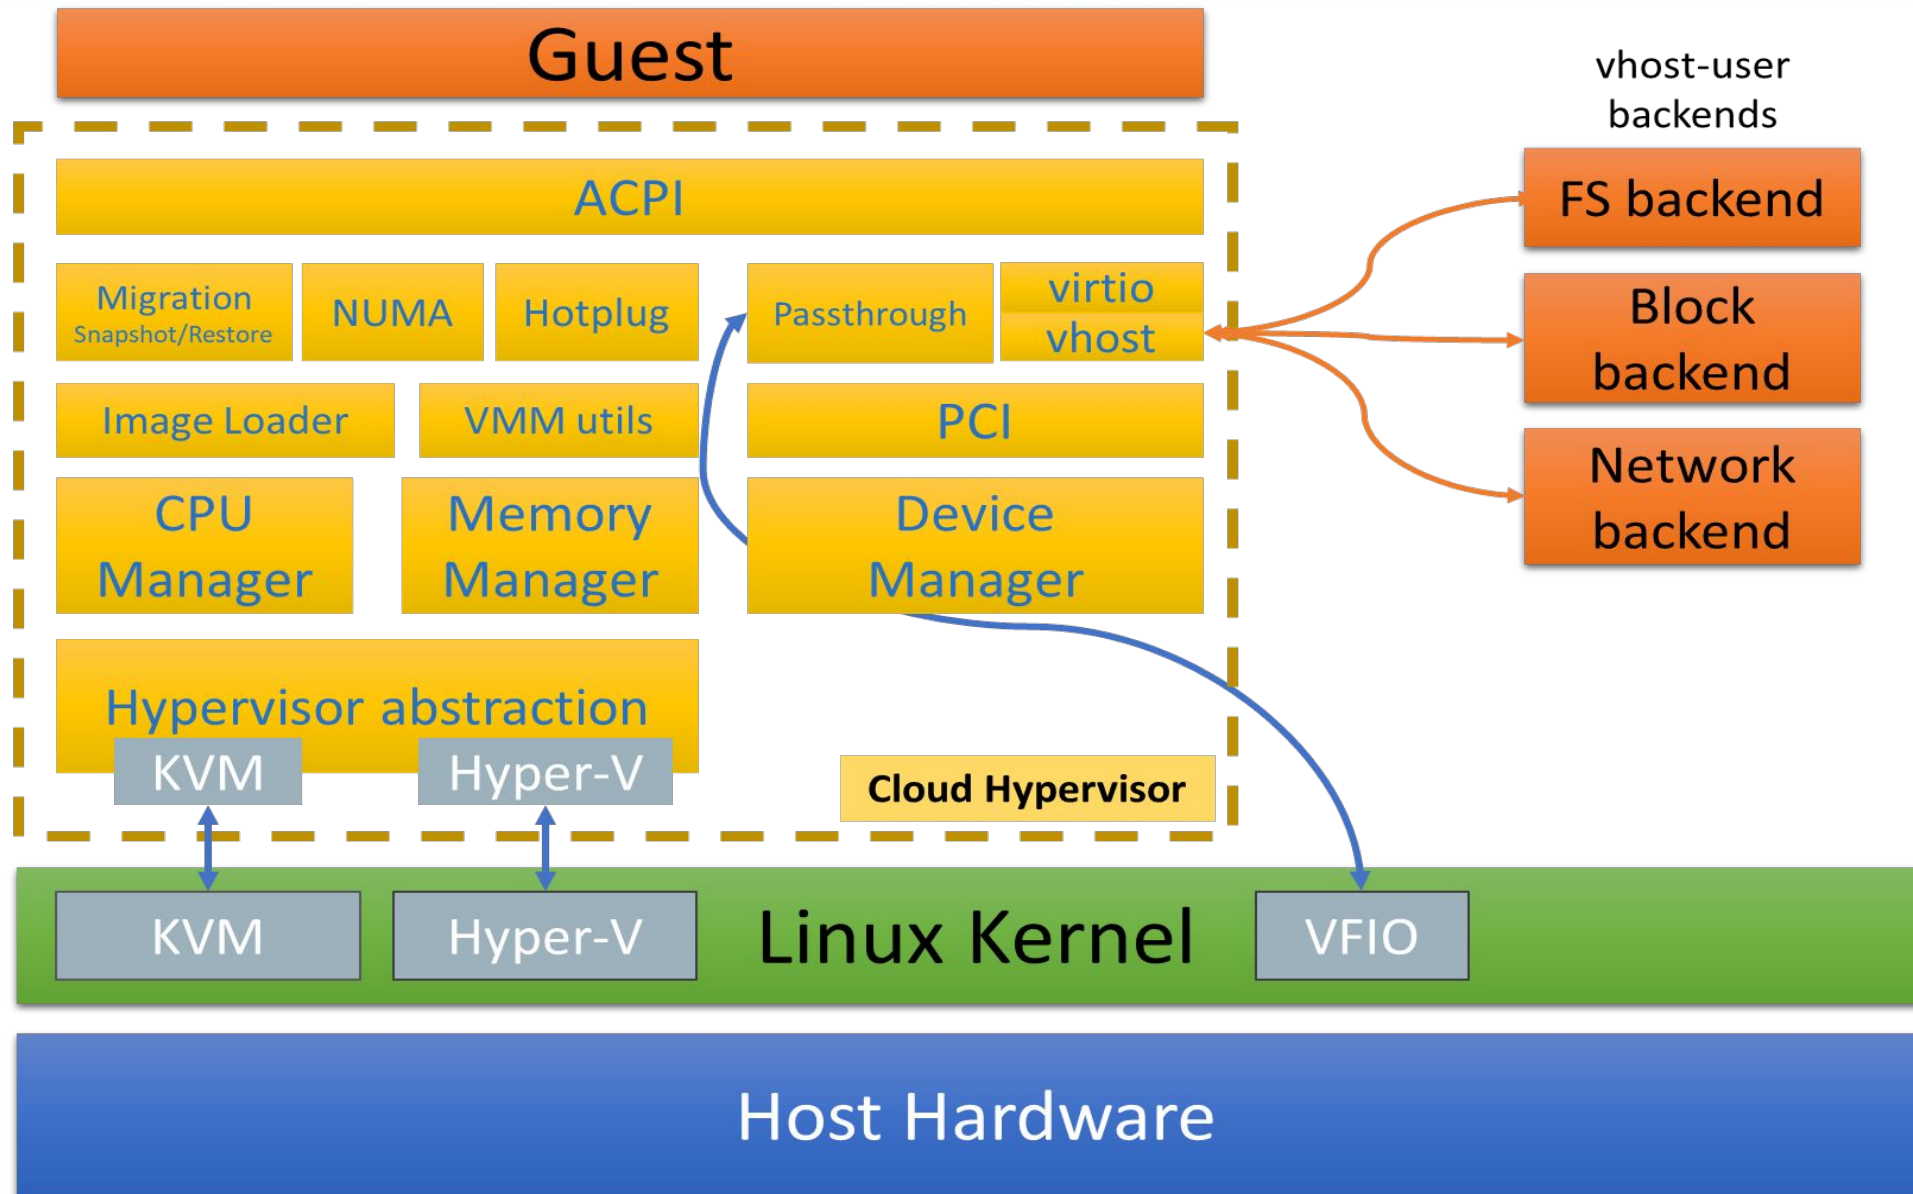 Guest
vhost-user
backends
ACPI
FS backend
Migration
Snapshot/Restore
NUMA
Hotplug
Passthrough
virtio
vhost
Block
backend
Image Loader
VMM utils
PCI
Network
backend
CPU
Manager
Memory
Manager
Device
Manager
Hypervisor abstraction
KVM
Hyper-V
Cloud Hypervisor
KVM
Hyper-V
Linux Kernel
VFIO
Host Hardware